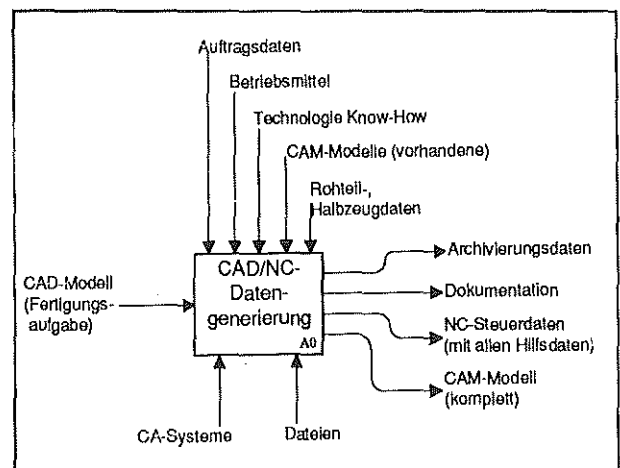 Auftragsdaten
Betriebsmittel
Technologie Know-How
CAM-Modelle (vorhandene)
Rohteil-,
Halbzeugdaten
CAD/NC-
Daten-
generierung
A0
CAD-Modell
(Fertigungs-
aufgabe)
Archivierungsdaten
Dokumentation
NC-Steuerdaten
(mit allen Hilfsdaten)
CAM-Modell
(komplett)
CA-Systeme
Dateien